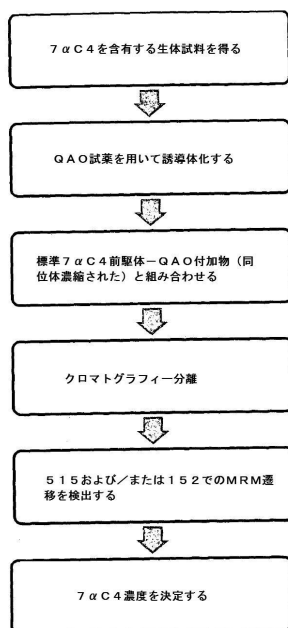 7αC4を含有する生体試料を得る
QAO試薬を用いて誘導体化する
標準7αC4前駆体－QAO付加物（同
位体濃縮された）と組み合わせる
クロマトグラフィー分離
515および／または152でのMRM遷
移を検出する
7αC4濃度を決定する